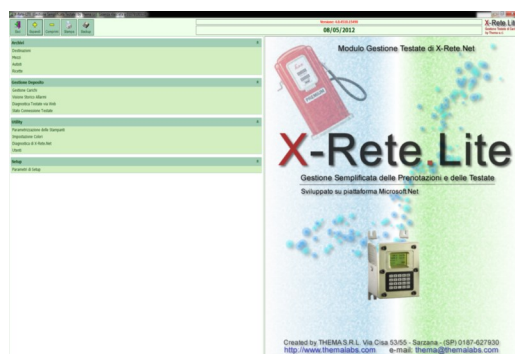 Esci Espandi Comprimi Stampa Backup
08/05/2012
X-Rete.Lite
Archivi
Destinazioni
Mezzi
Autisti
Ricette
Gestione Deposito
Gestione Carichi
Visione Storico Allarmi
Diagnostica Testate via Web
Stato Connessione Testate
Utility
Parametrizzazione delle Stampanti
Impostazione Colori
Diagnostica di X-Rete.Net
Utenti
Setup
Parametri di Setup
Modulo Gestione Testate di X-Rete.Net
X-Rete.Lite
Gestione Semplificata delle Prenotazioni e delle Testate
Sviluppato su piattaforma Microsoft.Net
Created by THEMA S.R.L. Via Cisa 53/55 - Sarzana - (SP) 0187-627930
http://www.themalabs.com e-mail: thema@themalabs.com